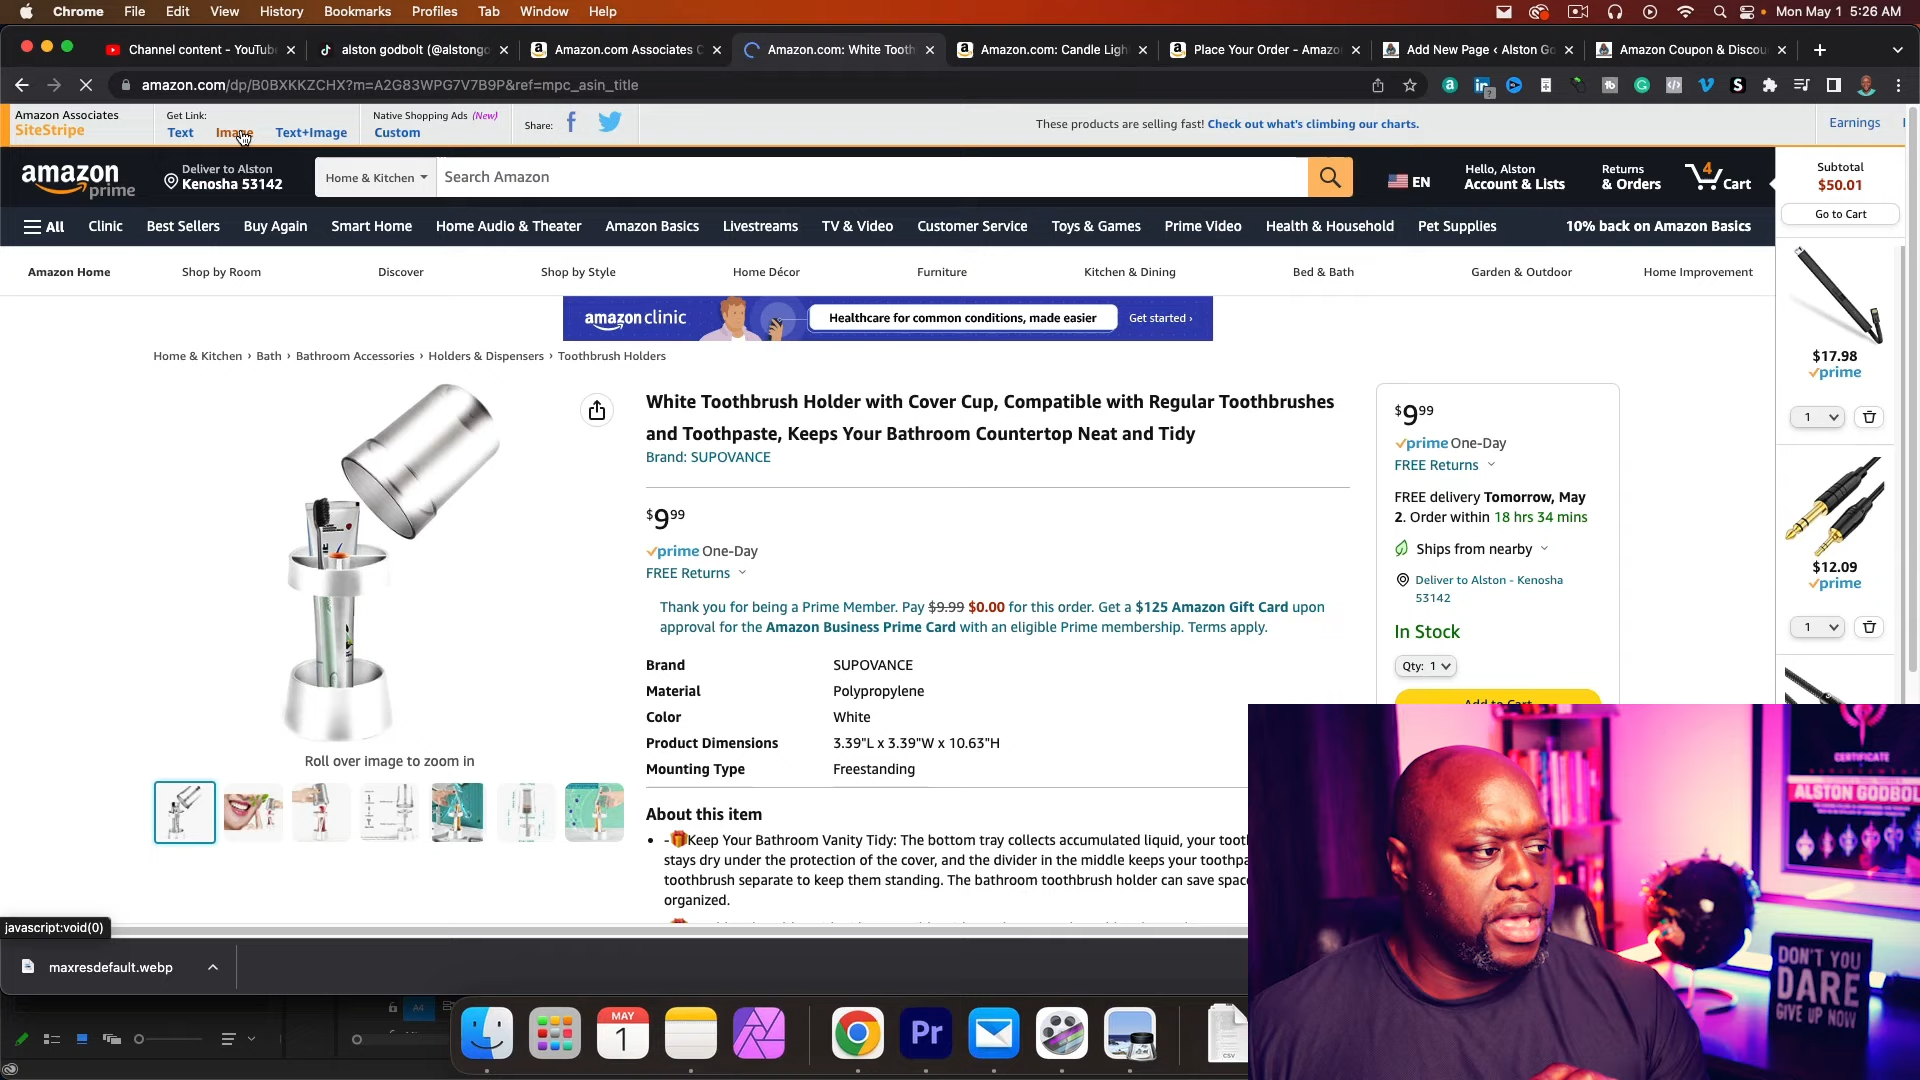 Chrome File Edit View History Bookmarks Profiles Tab Window Help Mon May 1 5:26 AM
Channel content - YouTub
alston godbolt (@alstongo
Amazon.com Associates C
Amazon.com: White Tooth
Amazon.com: Candle Ligh
Place Your Order - Amazo
Add New Page ‹ Alston Go
Amazon Coupon & Discou
amazon.com/dp/B0BXKKZCHX?m=A2G83WPG7V7B9P&ref=mpc_asin_title
Amazon Associates
SiteStripe
Get Link:
Text Image Text+Image
Native Shopping Ads (New)
Custom
Share:
These products are selling fast! Check out what's climbing our charts.
Earnings
amazon prime
Deliver to Alston
Kenosha 53142
Home & Kitchen
Search Amazon
EN
Hello, Alston
Account & Lists
Returns
& Orders
4
Cart
Subtotal
$50.01
Go to Cart
All Clinic Best Sellers Buy Again Smart Home Home Audio & Theater Amazon Basics Livestreams TV & Video Customer Service Toys & Games Prime Video Health & Household Pet Supplies 10% back on Amazon Basics
Amazon Home Shop by Room Discover Shop by Style Home Décor Furniture Kitchen & Dining Bed & Bath Garden & Outdoor Home Improvement
amazon clinic Healthcare for common conditions, made easier Get started ›
Home & Kitchen › Bath › Bathroom Accessories › Holders & Dispensers › Toothbrush Holders
Roll over image to zoom in
White Toothbrush Holder with Cover Cup, Compatible with Regular Toothbrushes
and Toothpaste, Keeps Your Bathroom Countertop Neat and Tidy
Brand: SUPOVANCE
$9 99
prime One-Day
FREE Returns
Thank you for being a Prime Member. Pay $9.99 $0.00 for this order. Get a $125 Amazon Gift Card upon
approval for the Amazon Business Prime Card with an eligible Prime membership. Terms apply.
Brand SUPOVANCE
Material Polypropylene
Color White
Product Dimensions 3.39"L x 3.39"W x 10.63"H
Mounting Type Freestanding
About this item
-Keep Your Bathroom Vanity Tidy: The bottom tray collects accumulated liquid, your tootl
stays dry under the protection of the cover, and the divider in the middle keeps your toothpa
toothbrush separate to keep them standing. The bathroom toothbrush holder can save space
organized.
$9 99
prime One-Day
FREE Returns
FREE delivery Tomorrow, May
2. Order within 18 hrs 34 mins
Ships from nearby
Deliver to Alston - Kenosha
53142
In Stock
Qty: 1
Add to Cart
$17.98
prime
1
$12.09
prime
1
javascript:void(0)
maxresdefault.webp
A4
MAY
1
Pr
CSV
CERTIFICATE
ALSTON GODBOL
DON'T YOU
DARE
GIVE UP NOW